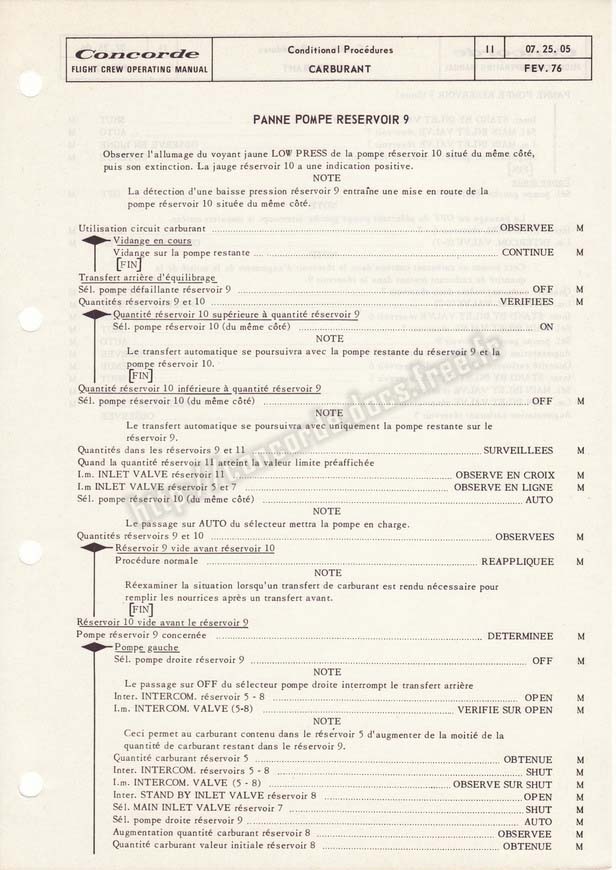 Concorde
FLIGHT CREW OPERATING MANUAL
Conditional Procédures
CARBURANT
11
07. 25. 05
FEV. 76
PANNE POMPE RESERVOIR 9
Observer l'allumage du voyant jaune LOW PRESS de la pompe réservoir 10 situé du même côté,
puis son extinction. La jauge réservoir 10 a une indication positive.
NOTE
La détection d'une baisse pression réservoir 9 entraîne une mise en route de la
pompe réservoir 10 située du même côté.
Utilisation circuit carburant ... OBSERVEE M
Vidange en cours
Vidange sur la pompe restante ... CONTINUE M
[FIN]
Transfert arrière d'équilibrage
Sél. pompe défaillante réservoir 9 ... OFF M
Quantités réservoirs 9 et 10 ... VERIFIEES M
Quantité réservoir 10 supérieure à quantité réservoir 9
Sél. pompe réservoir 10 (du même côté) ... ON M
NOTE
Le transfert automatique se poursuivra avec la pompe restante du réservoir 9 et la
pompe réservoir 10.
[FIN]
Quantité réservoir 10 inférieure à quantité réservoir 9
Sél. pompe réservoir 10 (du même côté) ... OFF M
NOTE
Le transfert automatique se poursuivra avec uniquement la pompe restante sur le
réservoir 9.
Quantités dans les réservoirs 9 et 11 ... SURVEILLEES M
Quand la quantité réservoir 11 atteint la valeur limite préaffichée
I.m. INLET VALVE réservoir 11 ... OBSERVE EN CROIX M
I.m INLET VALVE réservoir 5 et 7 ... OBSERVE EN LIGNE M
Sél. pompe réservoir 10 (du même côté) ... AUTO M
NOTE
Le passage sur AUTO du sélecteur mettra la pompe en charge.
Quantités réservoirs 9 et 10 ... OBSERVEES M
Réservoir 9 vide avant réservoir 10
Procédure normale ... REAPPLIQUEE M
NOTE
Réexaminer la situation lorsqu'un transfert de carburant est rendu nécessaire pour
remplir les nourrices après un transfert avant.
[FIN]
Réservoir 10 vide avant le réservoir 9
Pompe réservoir 9 concernée ... DETERMINEE M
Pompe gauche
Sél. pompe droite réservoir 9 ... OFF M
NOTE
Le passage sur OFF du sélecteur pompe droite interrompt le transfert arrière
Inter. INTERCOM. réservoir 5 - 8 ... OPEN M
I.m. INTERCOM. VALVE (5-8) ... VERIFIE SUR OPEN M
NOTE
Ceci permet au carburant contenu dans le réservoir 5 d'augmenter de la moitié de la
quantité de carburant restant dans le réservoir 9.
Quantité carburant réservoir 5 ... OBTENUE M
Inter. INTERCOM. réservoirs 5 - 8 ... SHUT M
I.m. INTERCOM. VALVE (5 - 8) ... OBSERVE SUR SHUT M
Inter. STAND BY INLET VALVE réservoir 8 ... OPEN M
Sél. MAIN INLET VALVE réservoir 7 ... SHUT M
Sél. pompe droite réservoir 9 ... AUTO M
Augmentation quantité carburant réservoir 8 ... OBSERVEE M
Quantité carburant valeur initiale réservoir 8 ... OBTENUE M
http://concorde.docs.free.fr